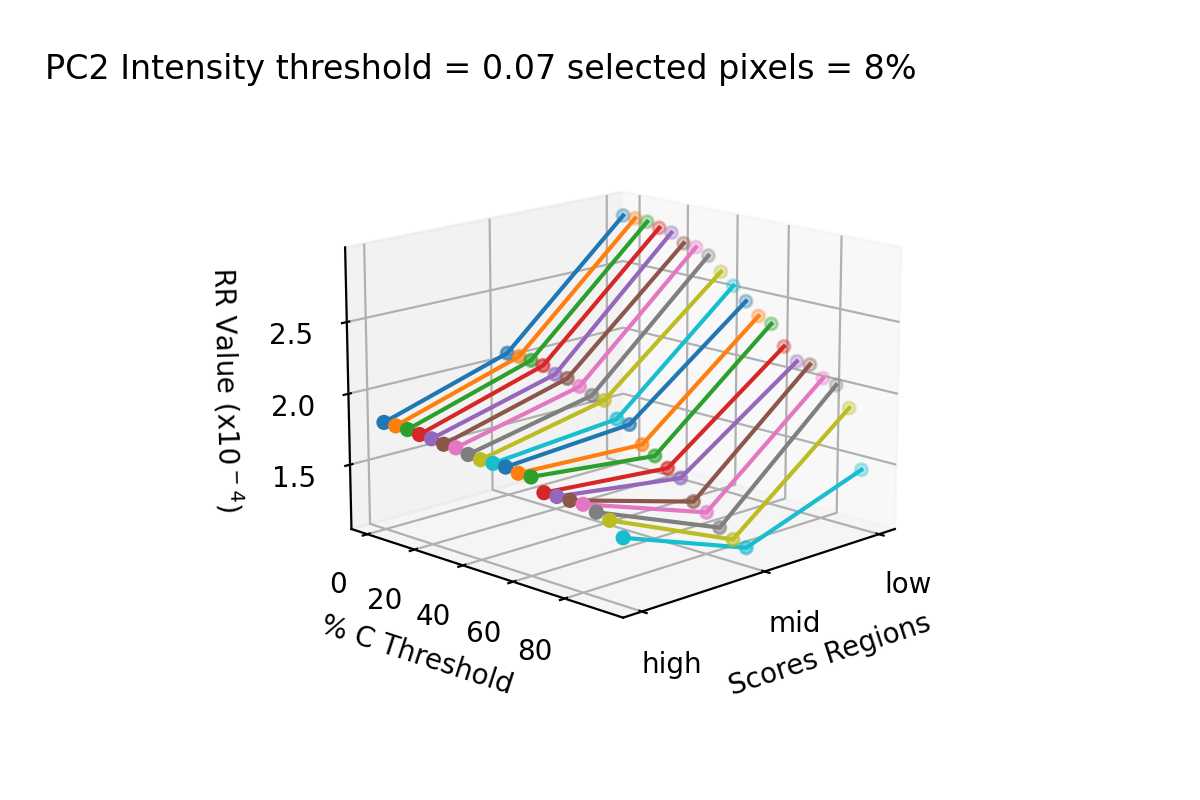 PC2 Intensity threshold = 0.07 selected pixels = 8%
RR Value (x10⁻⁴)
2.5
2.0
1.5
0
20
40
60
80
% C Threshold
high
mid
low
Scores Regions